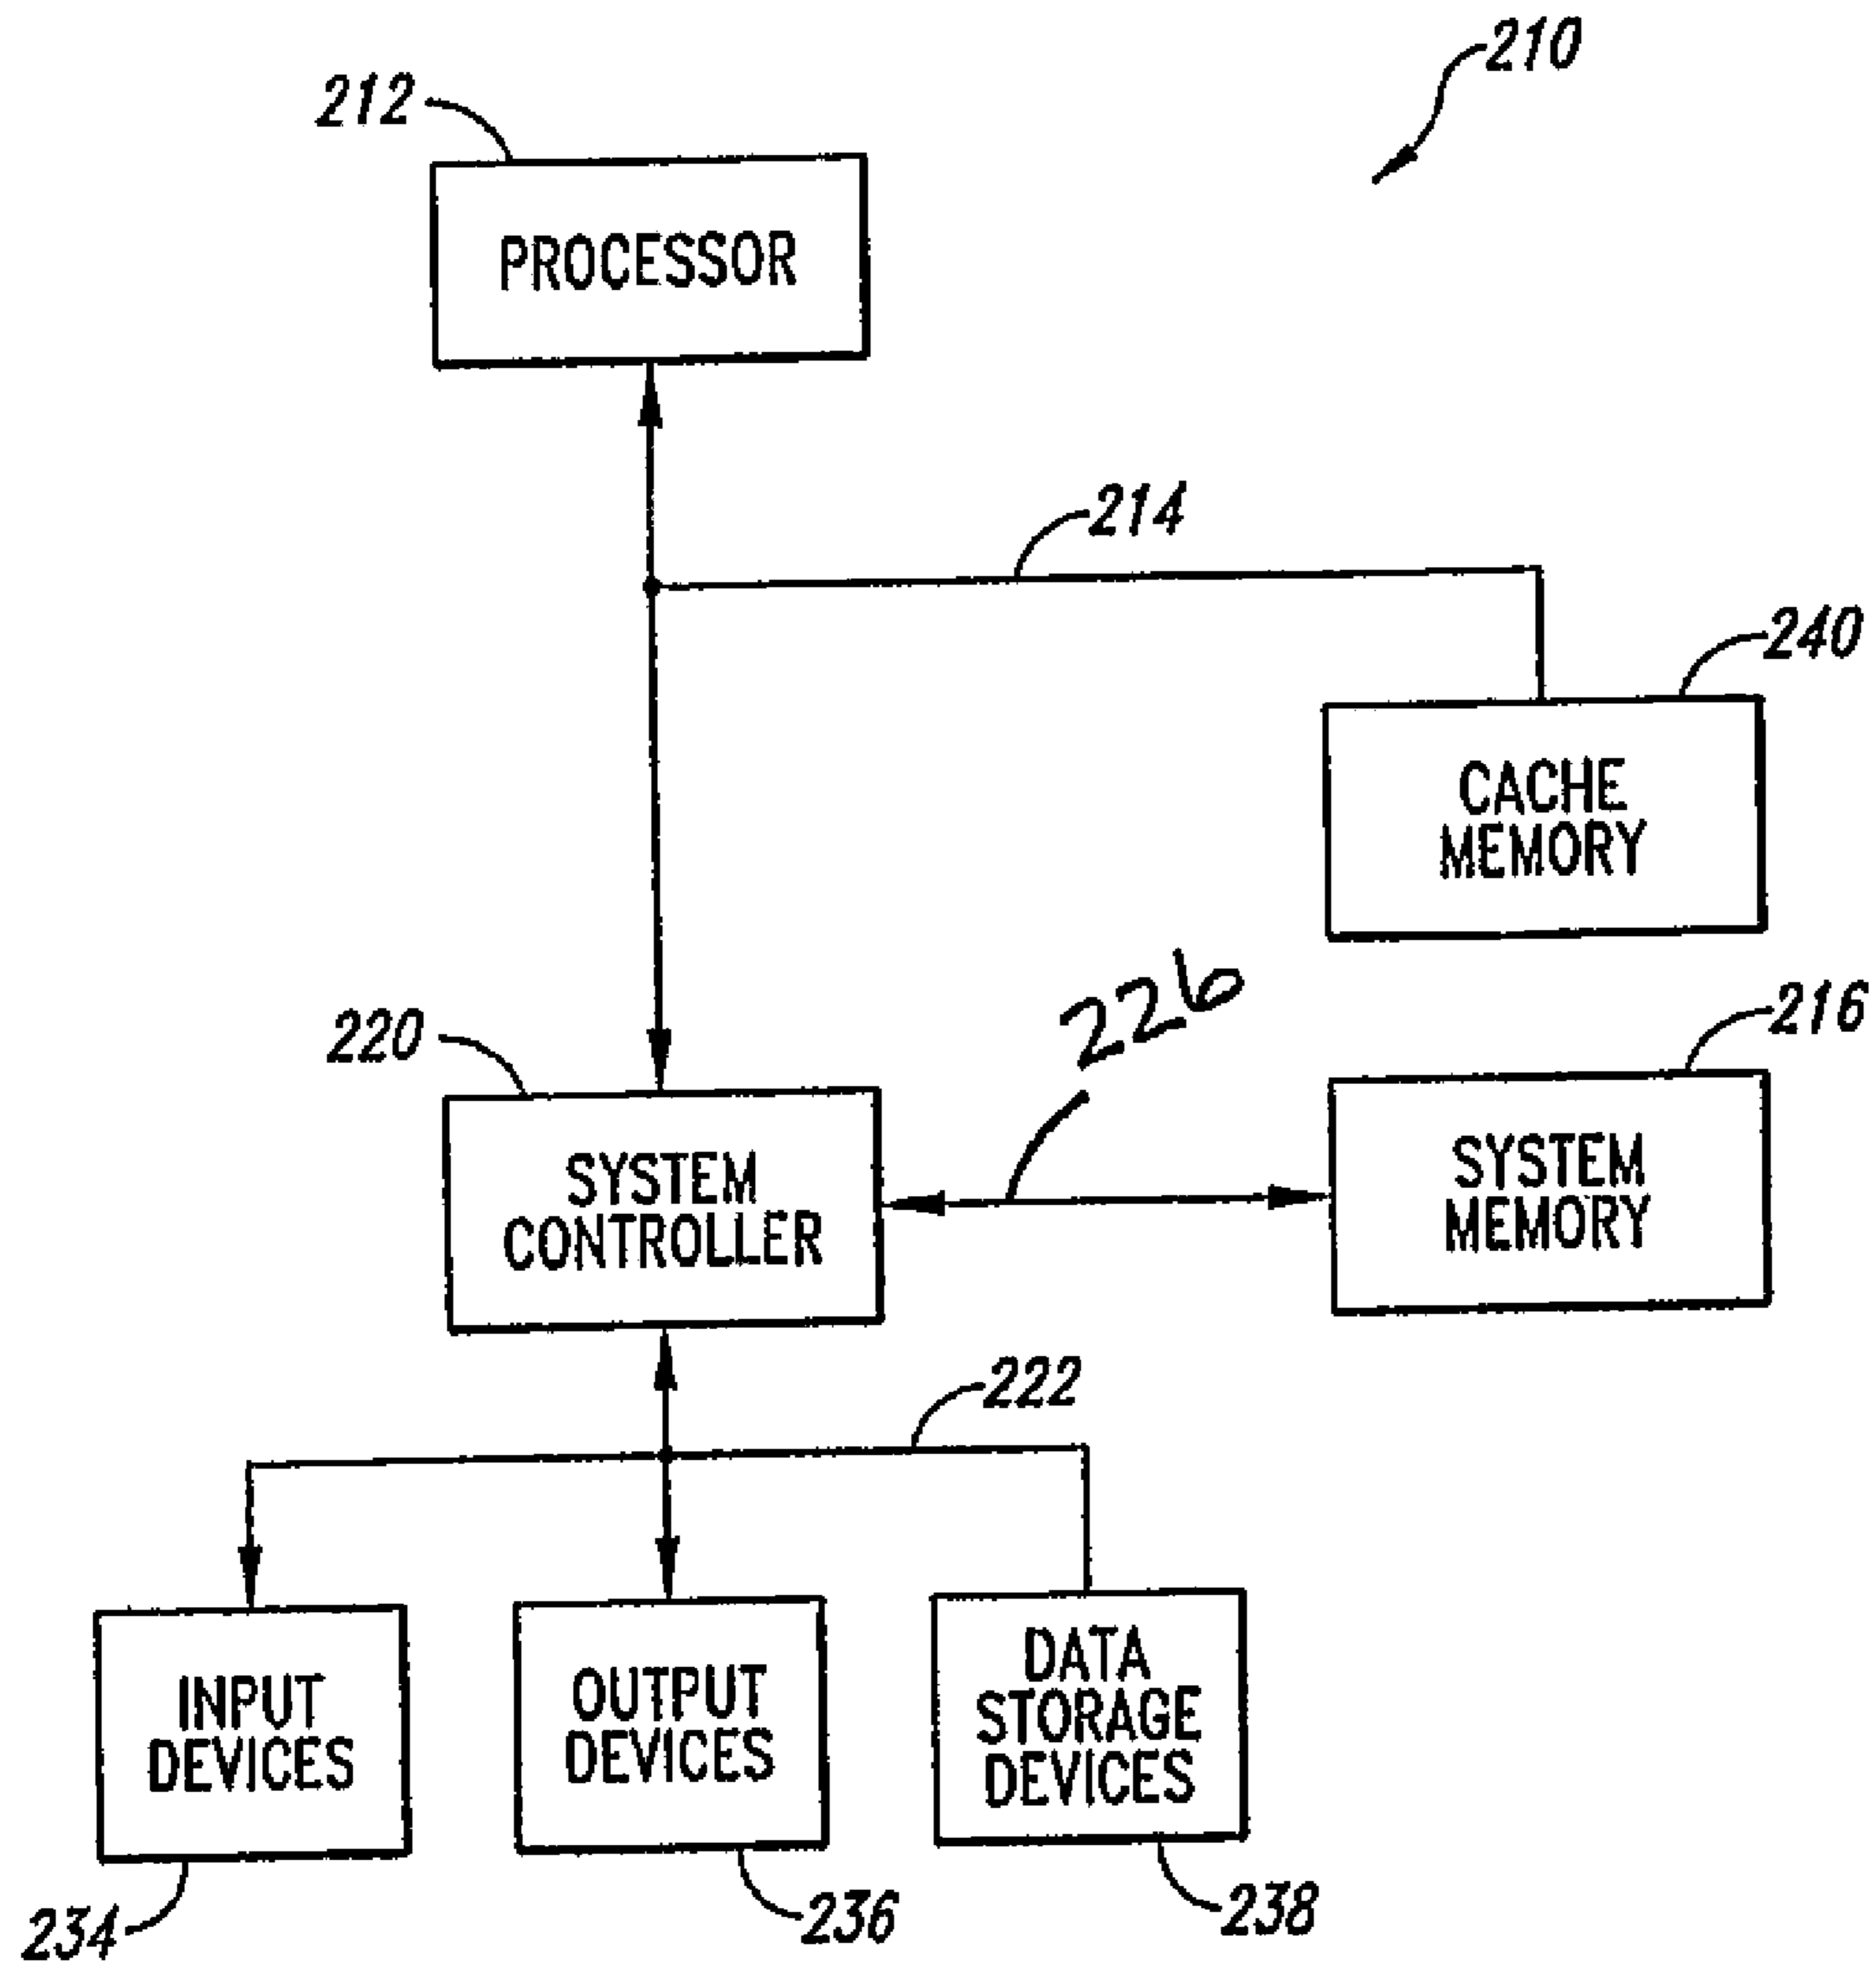 210
212
PROCESSOR
214
240
CACHE
MEMORY
226
220
216
SYSTEM
CONTROLLER
SYSTEM
MEMORY
222
INPUT
DEVICES
OUTPUT
DEVICES
DATA
STORAGE
DEVICES
234
236
238